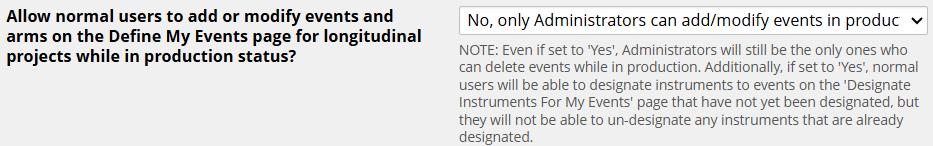 Allow normal users to add or modify events and
arms on the Define My Events page for longitudinal
projects while in production status?
No, only Administrators can add/modify events in produc
NOTE: Even if set to 'Yes', Administrators will still be the only ones who
can delete events while in production. Additionally, if set to 'Yes', normal
users will be able to designate instruments to events on the 'Designate
Instruments For My Events' page that have not yet been designated, but
they will not be able to un-designate any instruments that are already
designated.